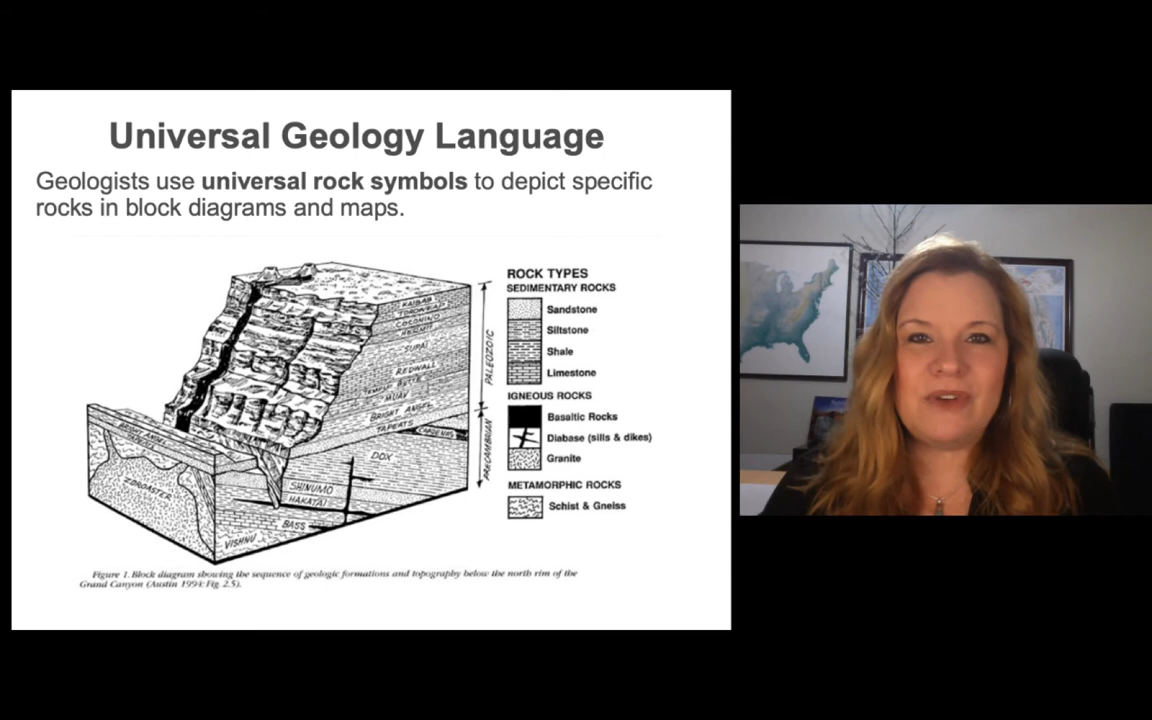 Universal Geology Language
Geologists use universal rock symbols to depict specific
rocks in block diagrams and maps.
ROCK TYPES
SEDIMENTARY ROCKS
Sandstone
Siltstone
Shale
Limestone
IGNEOUS ROCKS
Basaltic Rocks
Diabase (sills & dikes)
Granite
METAMORPHIC ROCKS
Schist & Gneiss
KAIBAB
TOROWEAP
COCONINO
HERMIT
SUPAI
REDWALL
TEMPLE BUTTE
MUAV
BRIGHT ANGEL
TAPEATS
CARDENAS
DOX
SHINUMO
HAKATAI
BASS
VISHNU
ZOROASTER
BRIGHT ANGEL
PALEOZOIC
PRECAMBRIAN
Figure 1. Block diagram showing the sequence of geologic formations and topography below the north rim of the
Grand Canyon (Austin 1994: Fig. 2.5).